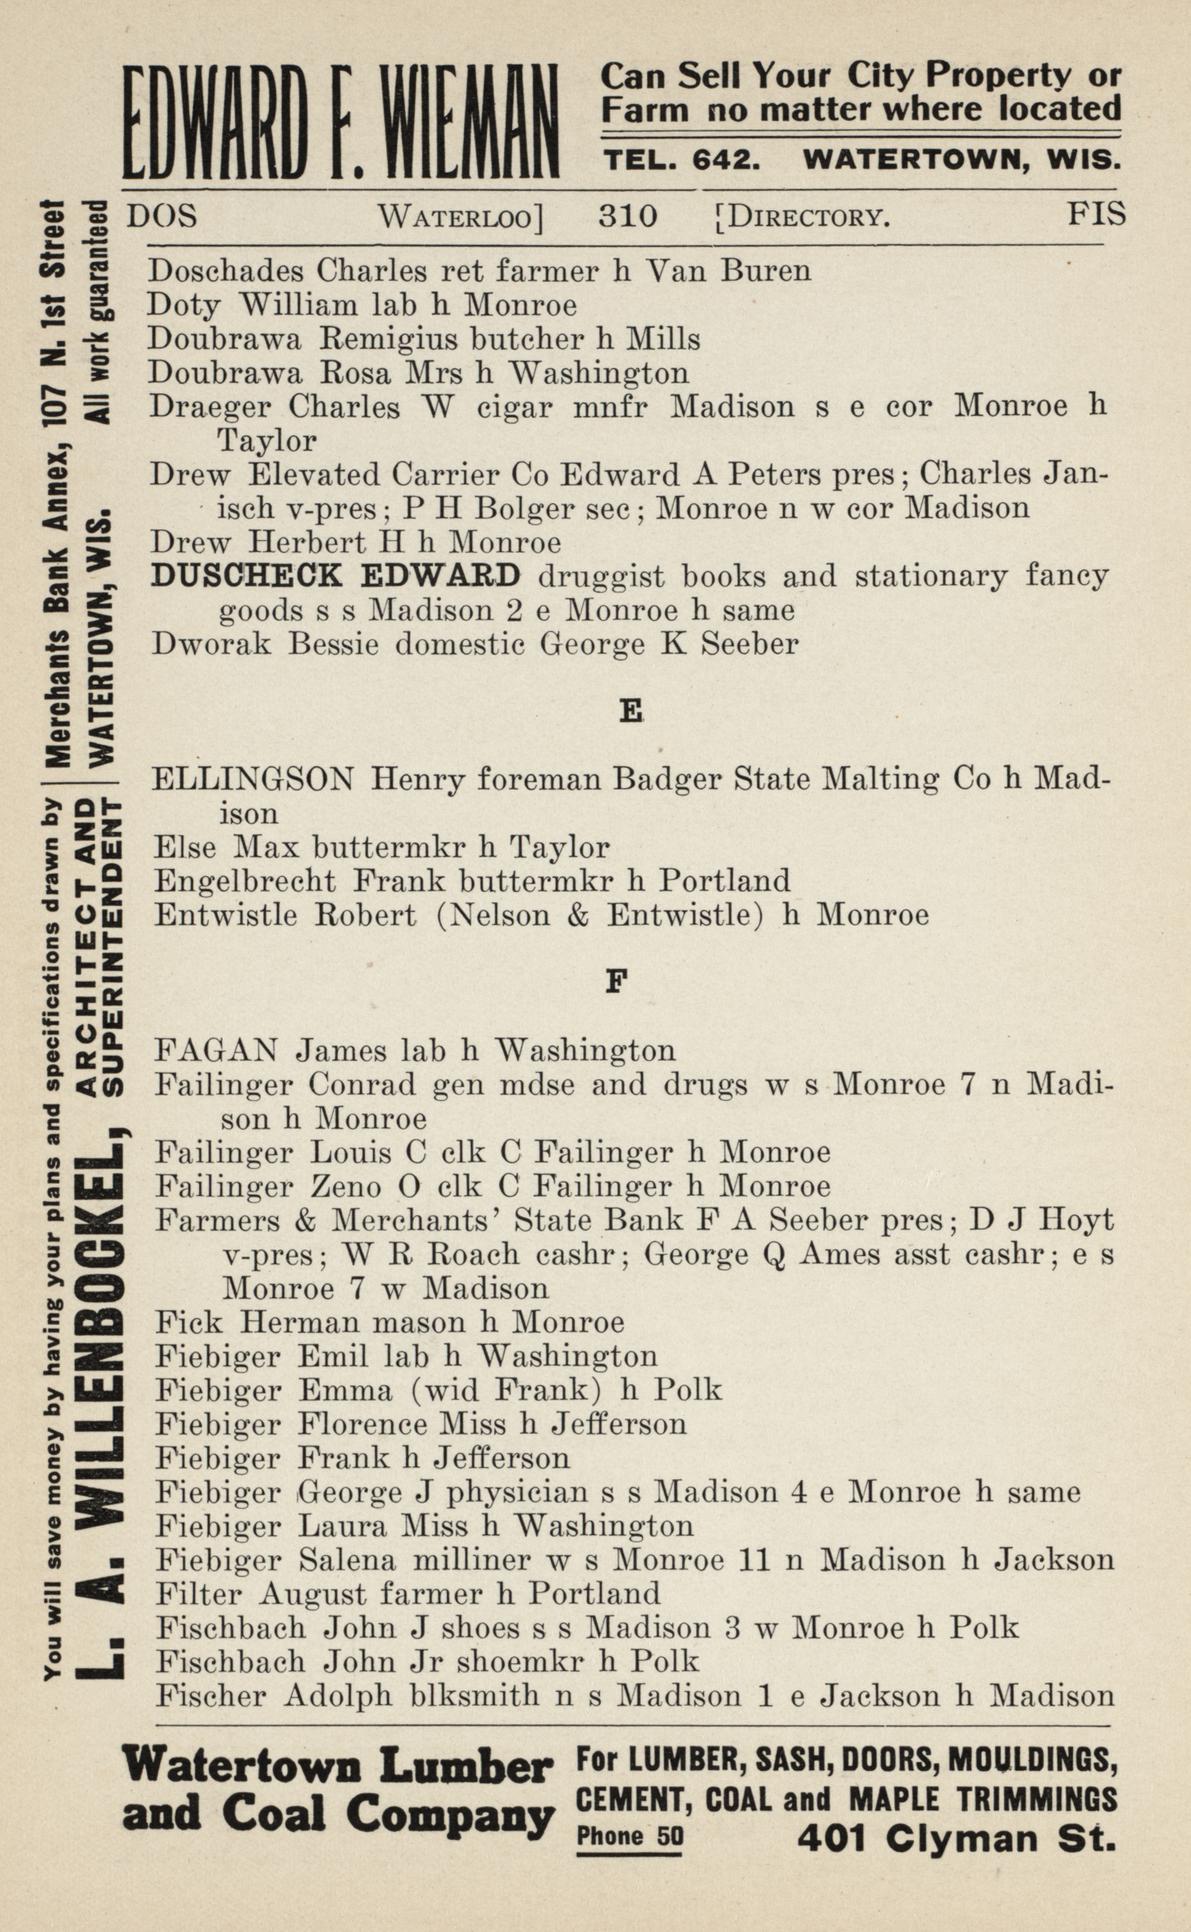 EDWARD F. WIEMAN
Can Sell Your City Property or
Farm no matter where located
TEL. 642. WATERTOWN, WIS.
DOS WATERLOO] 310 [DIRECTORY. FIS
Doschades Charles ret farmer h Van Buren
Doty William lab h Monroe
Doubrawa Remigius butcher h Mills
Doubrawa Rosa Mrs h Washington
Draeger Charles W cigar mnfr Madison s e cor Monroe h
Taylor
Drew Elevated Carrier Co Edward A Peters pres; Charles Jan-
isch v-pres; P H Bolger sec; Monroe n w cor Madison
Drew Herbert H h Monroe
DUSCHECK EDWARD druggist books and stationary fancy
goods s s Madison 2 e Monroe h same
Dworak Bessie domestic George K Seeber
E
ELLINGSON Henry foreman Badger State Malting Co h Mad-
ison
Else Max buttermkr h Taylor
Engelbrecht Frank buttermkr h Portland
Entwistle Robert (Nelson & Entwistle) h Monroe
F
FAGAN James lab h Washington
Failinger Conrad gen mdse and drugs w s Monroe 7 n Madi-
son h Monroe
Failinger Louis C clk C Failinger h Monroe
Failinger Zeno O clk C Failinger h Monroe
Farmers & Merchants' State Bank F A Seeber pres; D J Hoyt
v-pres; W R Roach cashr; George Q Ames asst cashr; e s
Monroe 7 w Madison
Fick Herman mason h Monroe
Fiebiger Emil lab h Washington
Fiebiger Emma (wid Frank) h Polk
Fiebiger Florence Miss h Jefferson
Fiebiger Frank h Jefferson
Fiebiger George J physician s s Madison 4 e Monroe h same
Fiebiger Laura Miss h Washington
Fiebiger Salena milliner w s Monroe 11 n Madison h Jackson
Filter August farmer h Portland
Fischbach John J shoes s s Madison 3 w Monroe h Polk
Fischbach John Jr shoemkr h Polk
Fischer Adolph blksmith n s Madison 1 e Jackson h Madison
You will save money by having your plans and specifications drawn by
L. A. WILLENBOCKEL,
ARCHITECT AND
SUPERINTENDENT
Merchants Bank Annex, 107 N. 1st Street
WATERTOWN, WIS. All work guaranteed
Watertown Lumber
and Coal Company
For LUMBER, SASH, DOORS, MOULDINGS,
CEMENT, COAL and MAPLE TRIMMINGS
Phone 50 401 Clyman St.